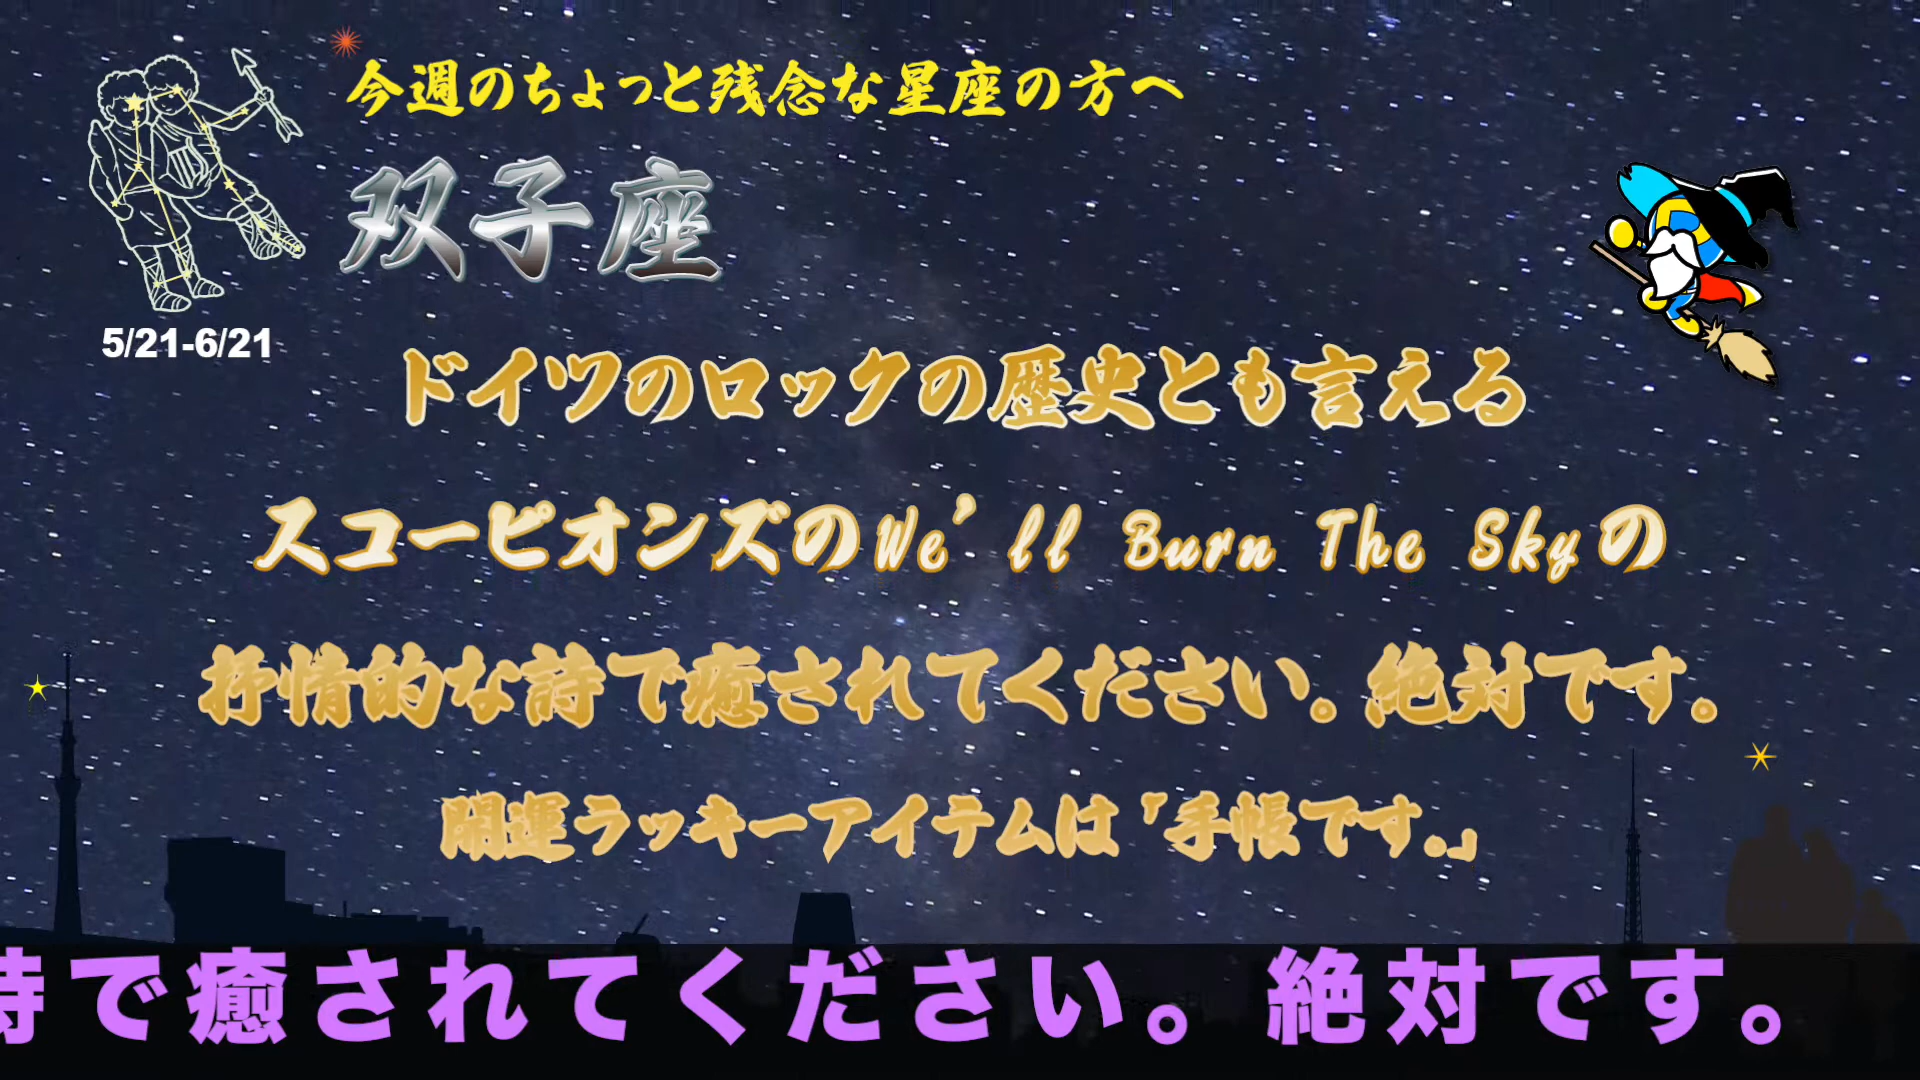 今週のちょっと残念な星座の方へ
双子座
5/21-6/21
ドイツのロックの歴史とも言える
スコーピオンズのWe’ll Burn The Skyの
抒情的な詩で癒されてください。絶対です。
開運ラッキーアイテムは「手帳です。」
詩で癒されてください。絶対です。